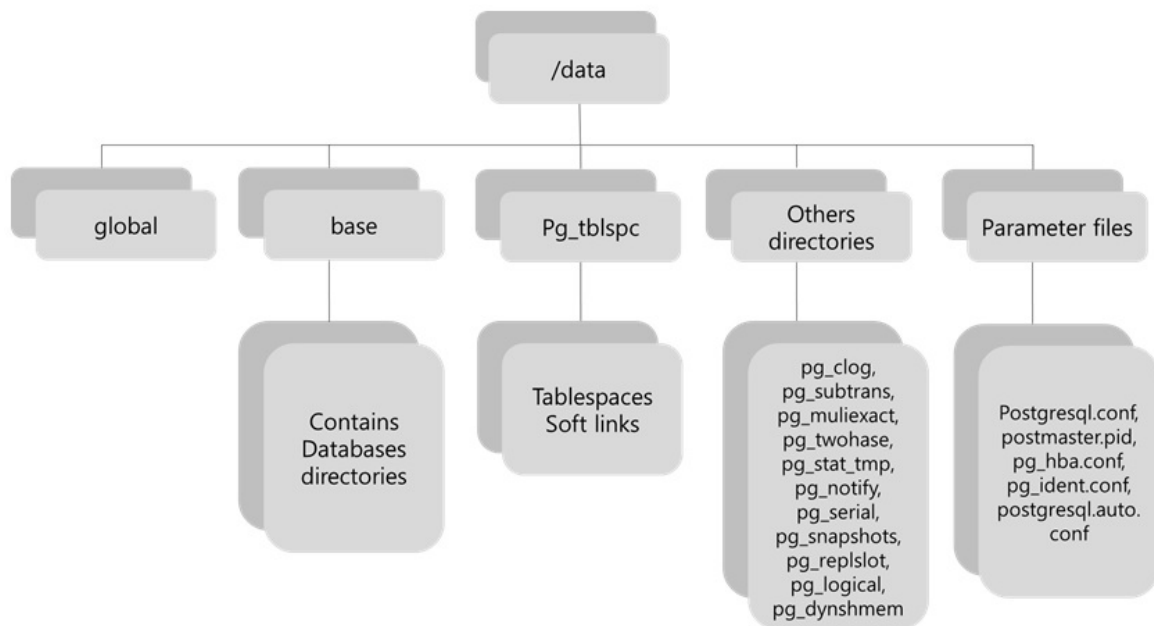 /data
global
base
Pg_tblspc
Others
directories
Parameter files
Contains
Databases
directories
Tablespaces
Soft links
pg_clog,
pg_subtrans,
pg_muliexact,
pg_twohase,
pg_stat_tmp,
pg_notify,
pg_serial,
pg_snapshots,
pg_replslot,
pg_logical,
pg_dynshmem
Postgresql.conf,
postmaster.pid,
pg_hba.conf,
pg_ident.conf,
postgresql.auto.
conf